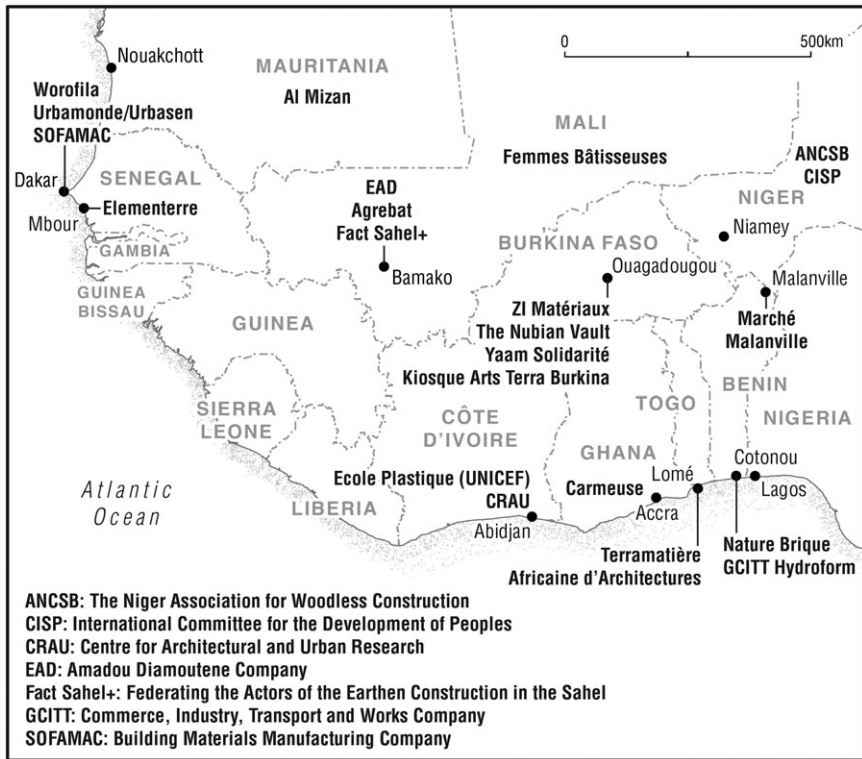 0
500km
Nouakchott
MAURITANIA
Al Mizan
Worofila
Urbamonde/Urbasen
SOFAMAC
MALI
Femmes Bâtisseuses
ANCSB
CISP
Dakar
SENEGAL
EAD
Agrebat
Fact Sahel+
NIGER
Mbour
Elementerre
Niamey
GAMBIA
BURKINA FASO
Bamako
Ouagadougou
Malanville
GUINEA
BISSAU
GUINEA
ZI Matériaux
The Nubian Vault
Yaam Solidarité
Kiosque Arts Terra Burkina
Marché
Malanville
SIERRA
LEONE
CÔTE
D'IVOIRE
TOGO
BENIN
NIGERIA
GHANA
Cotonou
Ecole Plastique (UNICEF)
CRAU
Carmeuse
Lomé
Lagos
Atlantic
Ocean
LIBERIA
Abidjan
Accra
Terramatière
Africaine d'Architectures
Nature Brique
GCITT Hydroform
ANCSB: The Niger Association for Woodless Construction
CISP: International Committee for the Development of Peoples
CRAU: Centre for Architectural and Urban Research
EAD: Amadou Diamoutene Company
Fact Sahel+: Federating the Actors of the Earthen Construction in the Sahel
GCITT: Commerce, Industry, Transport and Works Company
SOFAMAC: Building Materials Manufacturing Company